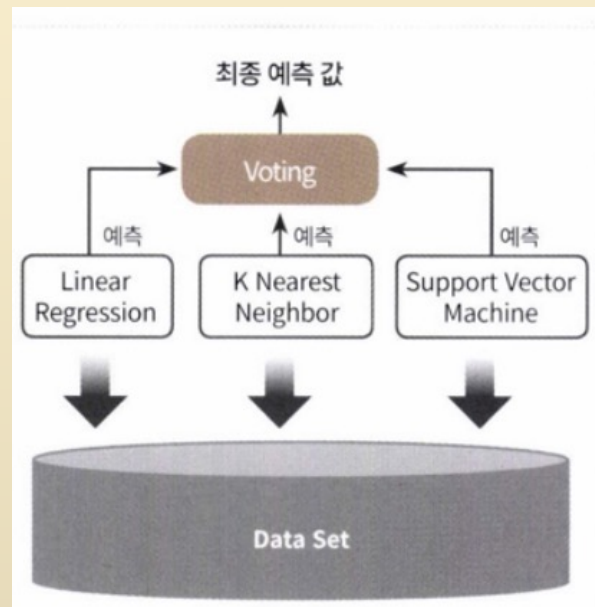 최종 예측 값
Voting
예측
예측
예측
Linear
Regression
K Nearest
Neighbor
Support Vector
Machine
Data Set